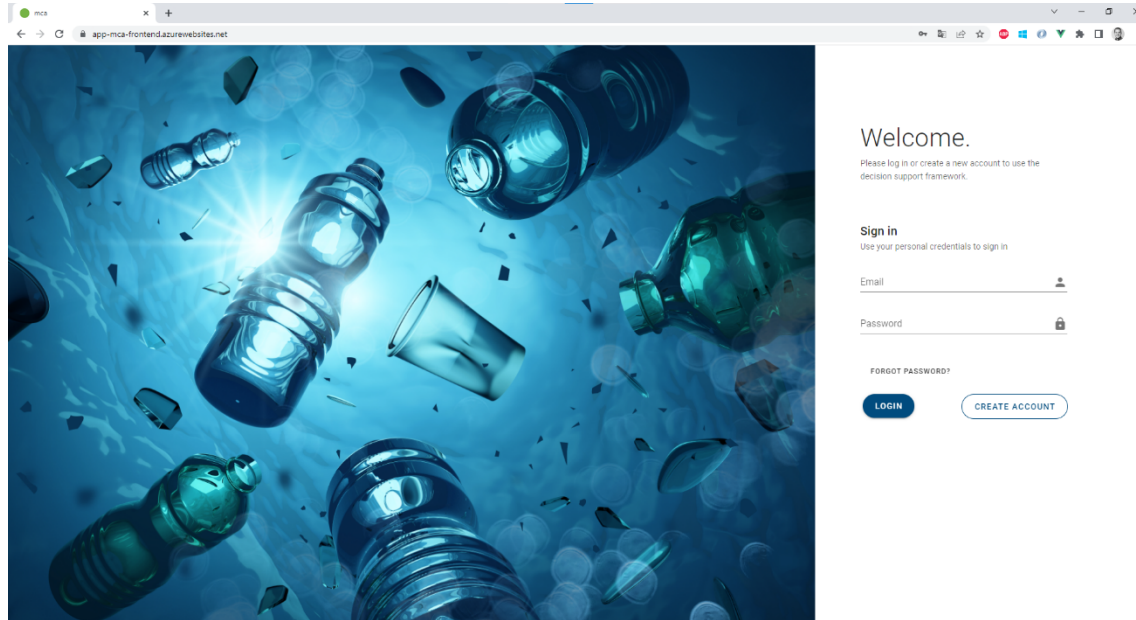 mca
app-mca-frontend.azurewebsites.net
ABP
Welcome.
Please log in or create a new account to use the
decision support framework.
Sign in
Use your personal credentials to sign in
Email
Password
FORGOT PASSWORD?
LOGIN
CREATE ACCOUNT